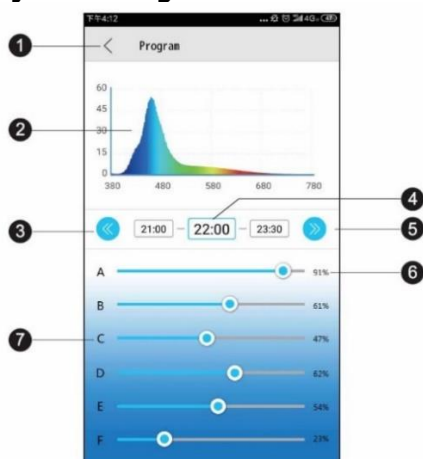 下午4:12 ... 4G
1
Program
60
45
2
30
15
0
380 480 580 680 780
4
3 21:00 - 22:00 - 23:30 5
A 91% 6
B 61%
7 C 47%
D 62%
E 54%
F 23%